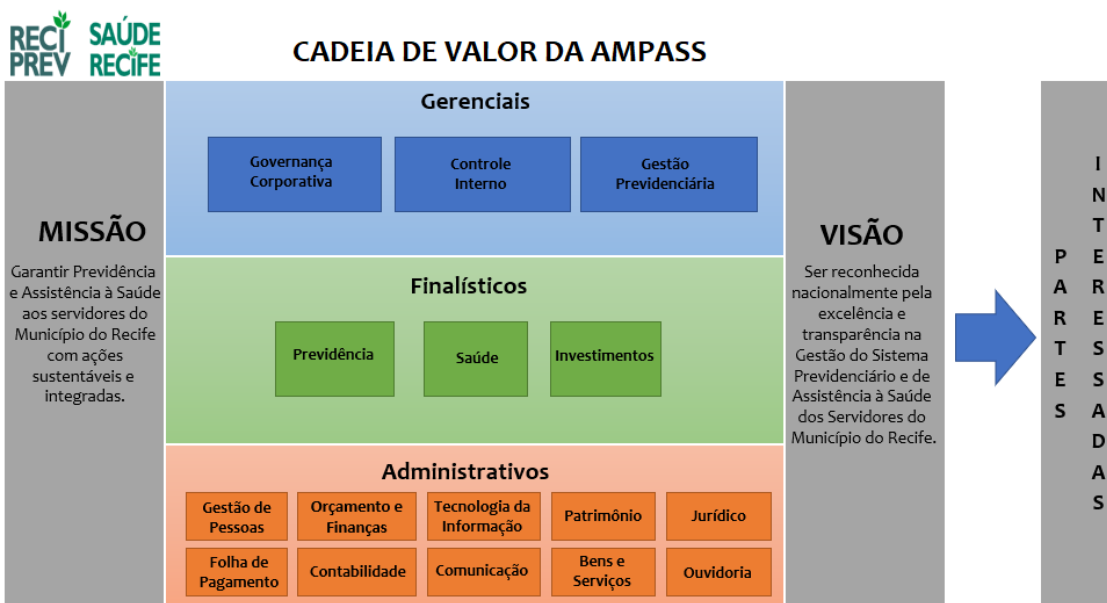 RECI
PREV
SAÚDE
RECIFE
CADEIA DE VALOR DA AMPASS
MISSÃO
Garantir Previdência
e Assistência à Saúde
aos servidores do
Município do Recife
com ações
sustentáveis e
integradas.
Gerenciais
Governança
Corporativa
Controle
Interno
Gestão
Previdenciária
Finalísticos
Previdência
Saúde
Investimentos
Administrativos
Gestão de
Pessoas
Orçamento e
Finanças
Tecnologia da
Informação
Patrimônio
Jurídico
Folha de
Pagamento
Contabilidade
Comunicação
Bens e
Serviços
Ouvidoria
VISÃO
Ser reconhecida
nacionalmente pela
excelência e
transparência na
Gestão do Sistema
Previdenciário e de
Assistência à Saúde
dos Servidores do
Município do Recife.
PARTES
INTERESSADAS